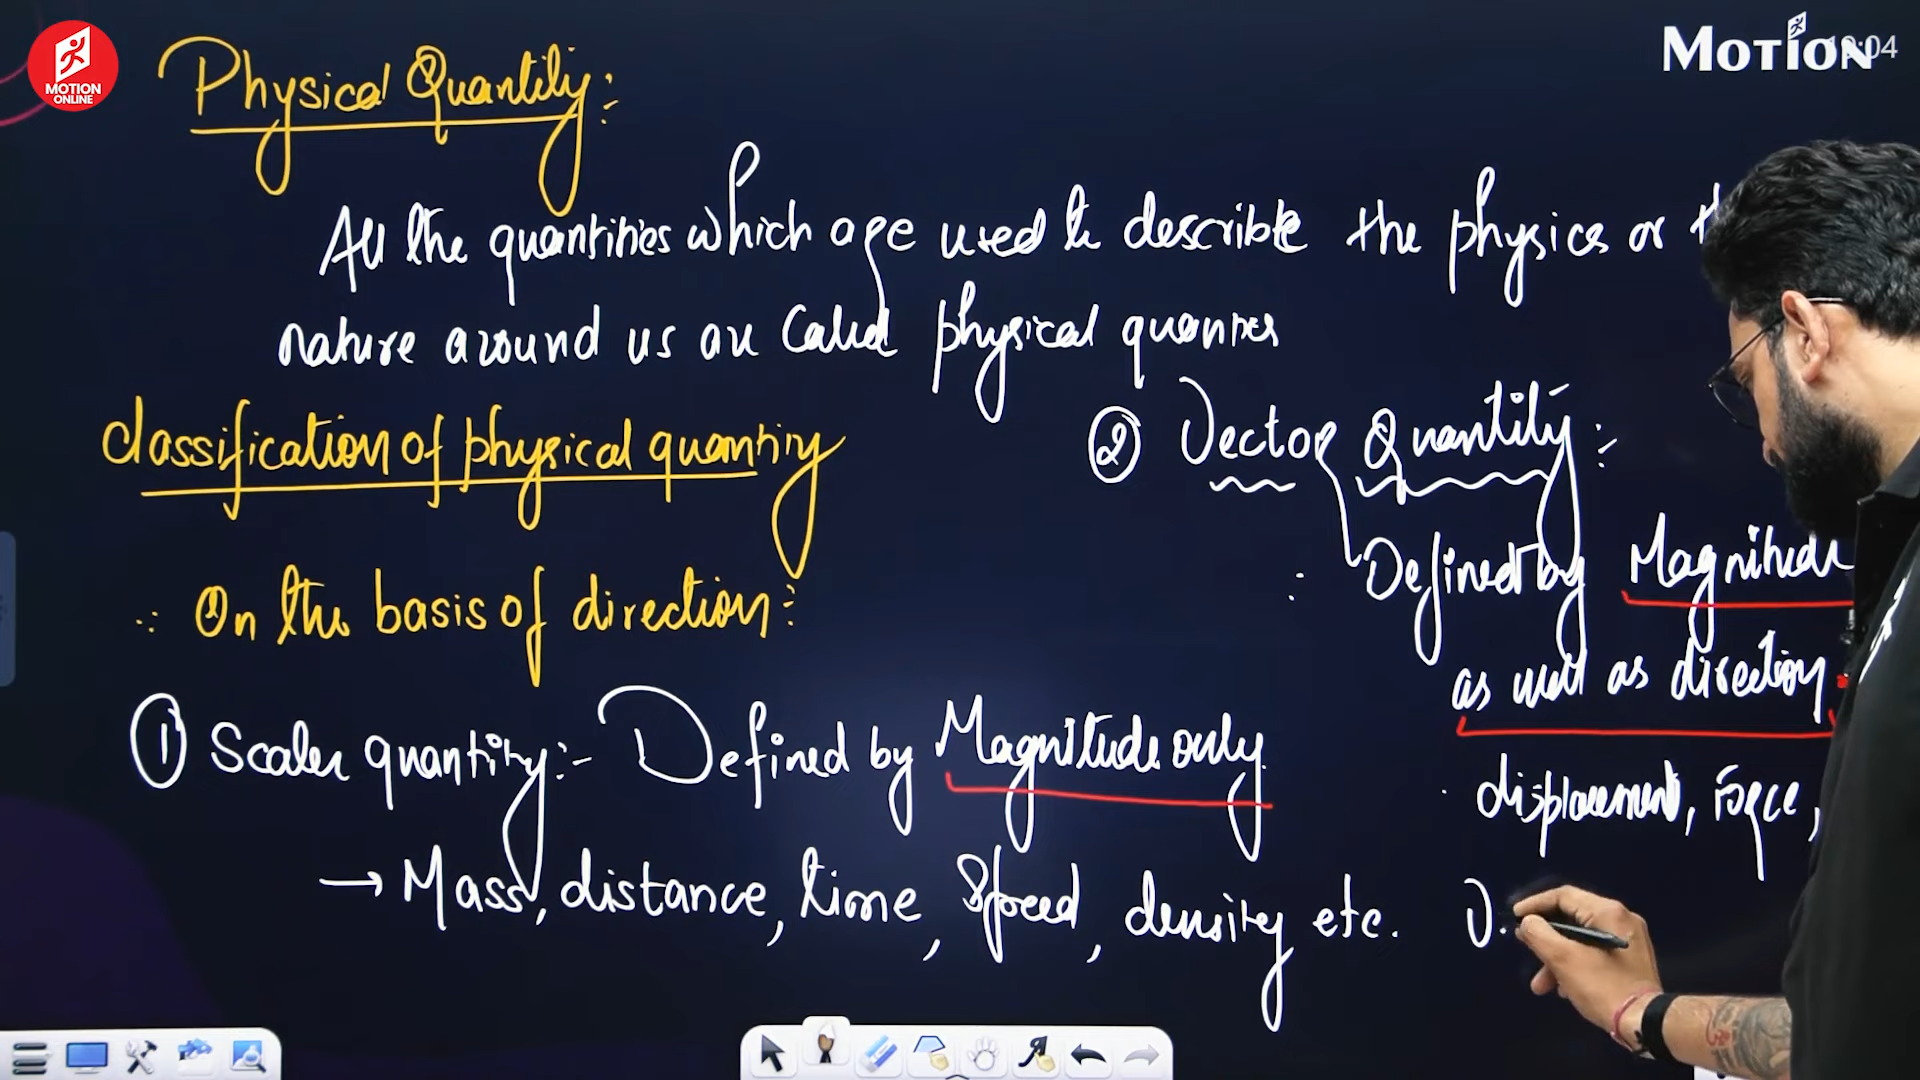 MOTION
ONLINE
MOTION
:04
Physical Quantity:
All the quantities which are used to describe the physics or
nature around us are called physical quantities
Classification of physical quantity
∴ On the basis of direction:
① Scaler quantity:- Defined by Magnitude only
→ Mass, distance, time, Speed, density etc.
② Vector Quantity:
: Defined by Magnitude
as well as direction.
· displacement, Force,